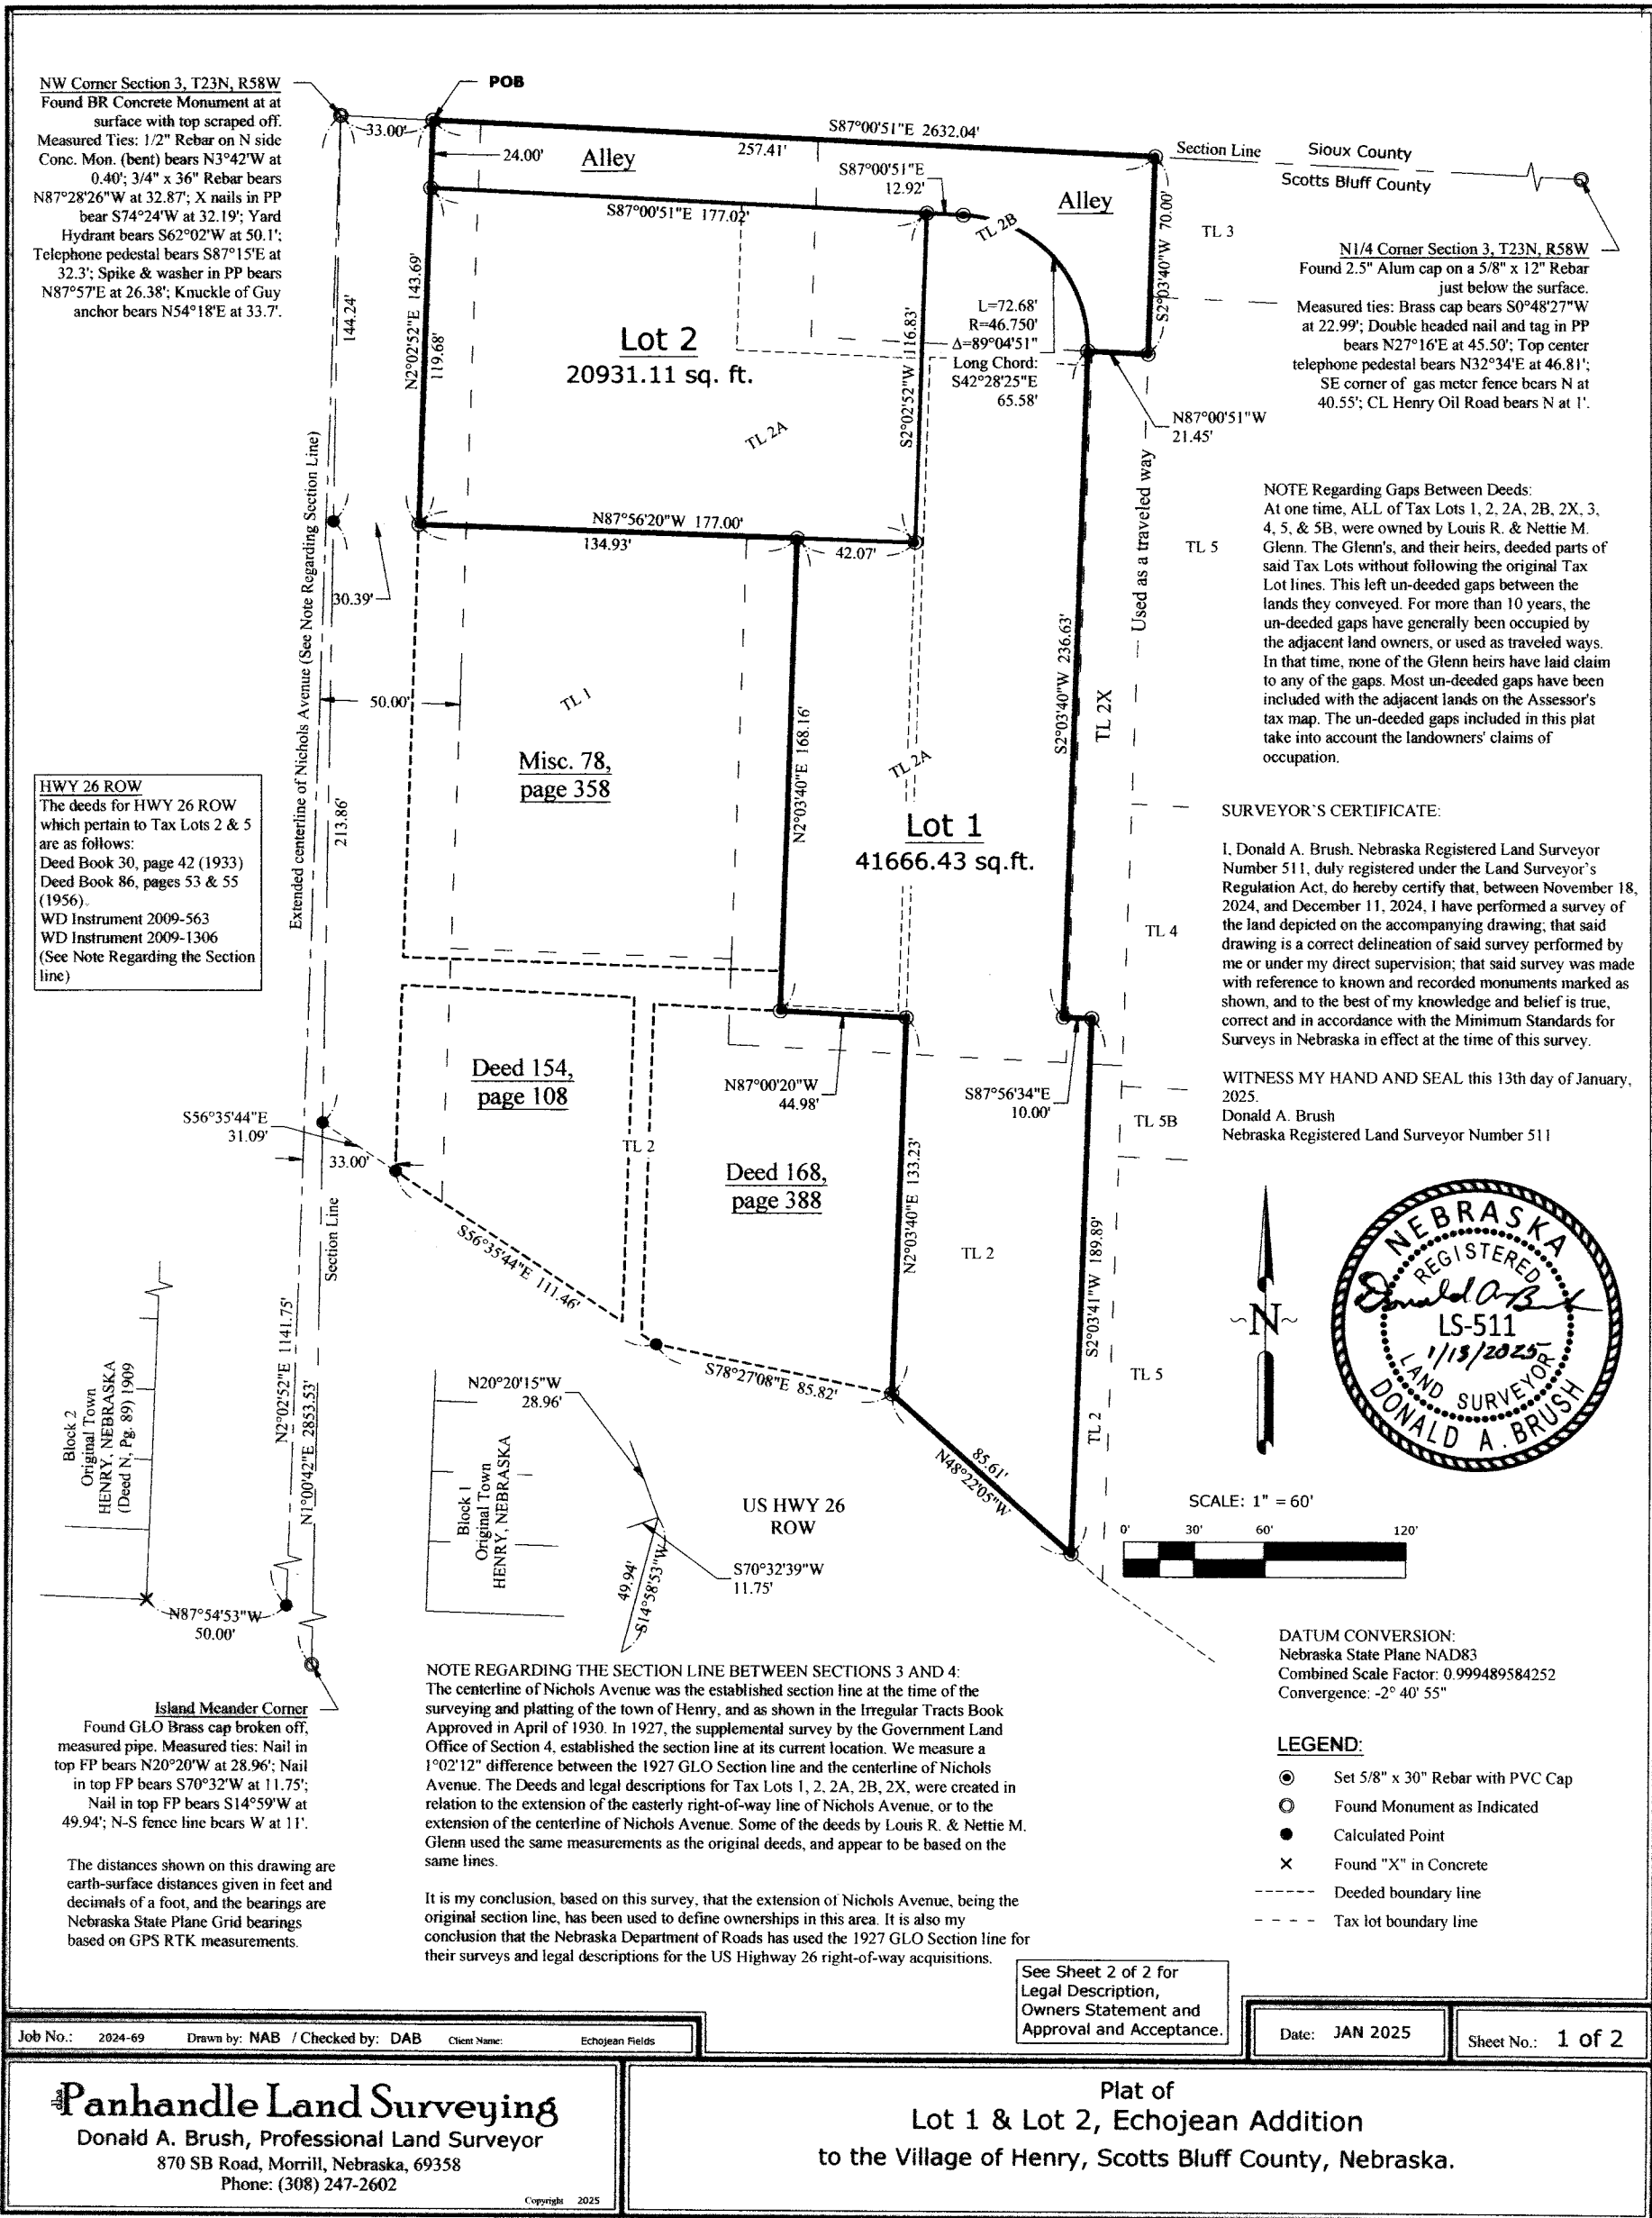 NW Corner Section 3, T23N, R58W
Found BR Concrete Monument at at
surface with top scraped off.
Measured Ties: 1/2" Rebar on N side
Conc. Mon. (bent) bears N3°42'W at
0.40'; 3/4" x 36" Rebar bears
N87°28'26"W at 32.87'; X nails in PP
bear S74°24'W at 32.19'; Yard
Hydrant bears S62°02'W at 50.1';
Telephone pedestal bears S87°15'E at
32.3'; Spike & washer in PP bears
N87°57'E at 26.38'; Knuckle of Guy
anchor bears N54°18'E at 33.7'.
POB
33.00'
24.00'
Alley
257.41'
S87°00'51"E 2632.04'
S87°00'51"E
12.92'
Alley
Section Line
Sioux County
Scotts Bluff County
S87°00'51"E 177.02'
TL 2B
S2°03'40"W 70.00'
TL 3
N1/4 Corner Section 3, T23N, R58W
Found 2.5" Alum cap on a 5/8" x 12" Rebar
just below the surface.
Measured ties: Brass cap bears S0°48'27"W
at 22.99'; Double headed nail and tag in PP
bears N27°16'E at 45.50'; Top center
telephone pedestal bears N32°34'E at 46.81';
SE corner of gas meter fence bears N at
40.55'; CL Henry Oil Road bears N at 1'.
144.24'
N2°02'52"E 143.69'
119.68'
Lot 2
20931.11 sq. ft.
TL 2A
S2°02'52"W 116.83'
L=72.68'
R=46.750'
Δ=89°04'51"
Long Chord:
S42°28'25"E
65.58'
N87°00'51"W
21.45'
N87°56'20"W 177.00'
134.93'
42.07'
30.39'
Extended centerline of Nichols Avenue (See Note Regarding Section Line)
50.00'
213.86'
TL 1
Misc. 78,
page 358
N2°03'40"E 168.16'
TL 2A
Lot 1
41666.43 sq.ft.
S2°03'40"W 236.63'
TL 2X
Used as a traveled way
TL 5
TL 4
NOTE Regarding Gaps Between Deeds:
At one time, ALL of Tax Lots 1, 2, 2A, 2B, 2X, 3,
4, 5, & 5B, were owned by Louis R. & Nettie M.
Glenn. The Glenn's, and their heirs, deeded parts of
said Tax Lots without following the original Tax
Lot lines. This left un-deeded gaps between the
lands they conveyed. For more than 10 years, the
un-deeded gaps have generally been occupied by
the adjacent land owners, or used as traveled ways.
In that time, none of the Glenn heirs have laid claim
to any of the gaps. Most un-deeded gaps have been
included with the adjacent lands on the Assessor's
tax map. The un-deeded gaps included in this plat
take into account the landowners' claims of
occupation.
HWY 26 ROW
The deeds for HWY 26 ROW
which pertain to Tax Lots 2 & 5
are as follows:
Deed Book 30, page 42 (1933)
Deed Book 86, pages 53 & 55
(1956).
WD Instrument 2009-563
WD Instrument 2009-1306
(See Note Regarding the Section
line)
SURVEYOR'S CERTIFICATE:
I, Donald A. Brush, Nebraska Registered Land Surveyor
Number 511, duly registered under the Land Surveyor's
Regulation Act, do hereby certify that, between November 18,
2024, and December 11, 2024, I have performed a survey of
the land depicted on the accompanying drawing; that said
drawing is a correct delineation of said survey performed by
me or under my direct supervision; that said survey was made
with reference to known and recorded monuments marked as
shown, and to the best of my knowledge and belief is true,
correct and in accordance with the Minimum Standards for
Surveys in Nebraska in effect at the time of this survey.
WITNESS MY HAND AND SEAL this 13th day of January,
2025.
Donald A. Brush
Nebraska Registered Land Surveyor Number 511
Deed 154,
page 108
N87°00'20"W
44.98'
S87°56'34"E
10.00'
TL 5B
S56°35'44"E
31.09'
33.00'
TL 2
Deed 168,
page 388
N2°03'40"E 133.23'
TL 2
S2°03'41"W 189.89'
TL 5
TL 2
Section Line
S56°35'44"E 111.46'
S78°27'08"E 85.82'
85.61'
N48°22'05"W
N2°02'52"E 1141.75'
N1°00'42"E 2853.53'
Block 2
Original Town
HENRY, NEBRASKA
(Deed N, Pg. 89) 1909
N87°54'53"W
50.00'
Block 1
Original Town
HENRY, NEBRASKA
N20°20'15"W
28.96'
S70°32'39"W
11.75'
49.94'
S14°58'53"W
US HWY 26
ROW
~N~
NEBRASKA
REGISTERED
Donald A Brush
LS-511
1/13/2025
LAND SURVEYOR
DONALD A. BRUSH
SCALE: 1" = 60'
0' 30' 60' 120'
Island Meander Corner
Found GLO Brass cap broken off,
measured pipe. Measured ties: Nail in
top FP bears N20°20'W at 28.96'; Nail
in top FP bears S70°32'W at 11.75';
Nail in top FP bears S14°59'W at
49.94'; N-S fence line bears W at 11'.
The distances shown on this drawing are
earth-surface distances given in feet and
decimals of a foot, and the bearings are
Nebraska State Plane Grid bearings
based on GPS RTK measurements.
NOTE REGARDING THE SECTION LINE BETWEEN SECTIONS 3 AND 4:
The centerline of Nichols Avenue was the established section line at the time of the
surveying and platting of the town of Henry, and as shown in the Irregular Tracts Book
Approved in April of 1930. In 1927, the supplemental survey by the Government Land
Office of Section 4, established the section line at its current location. We measure a
1°02'12" difference between the 1927 GLO Section line and the centerline of Nichols
Avenue. The Deeds and legal descriptions for Tax Lots 1, 2, 2A, 2B, 2X, were created in
relation to the extension of the easterly right-of-way line of Nichols Avenue, or to the
extension of the centerline of Nichols Avenue. Some of the deeds by Louis R. & Nettie M.
Glenn used the same measurements as the original deeds, and appear to be based on the
same lines.
It is my conclusion, based on this survey, that the extension of Nichols Avenue, being the
original section line, has been used to define ownerships in this area. It is also my
conclusion that the Nebraska Department of Roads has used the 1927 GLO Section line for
their surveys and legal descriptions for the US Highway 26 right-of-way acquisitions.
DATUM CONVERSION:
Nebraska State Plane NAD83
Combined Scale Factor: 0.999489584252
Convergence: -2° 40' 55"
LEGEND:
Set 5/8" x 30" Rebar with PVC Cap
Found Monument as Indicated
Calculated Point
Found "X" in Concrete
Deeded boundary line
Tax lot boundary line
See Sheet 2 of 2 for
Legal Description,
Owners Statement and
Approval and Acceptance.
Job No.: 2024-69 Drawn by: NAB / Checked by: DAB Client Name: Echojean Fields
Date: JAN 2025
Sheet No.: 1 of 2
dba Panhandle Land Surveying
Donald A. Brush, Professional Land Surveyor
870 SB Road, Morrill, Nebraska, 69358
Phone: (308) 247-2602
Copyright 2025
Plat of
Lot 1 & Lot 2, Echojean Addition
to the Village of Henry, Scotts Bluff County, Nebraska.